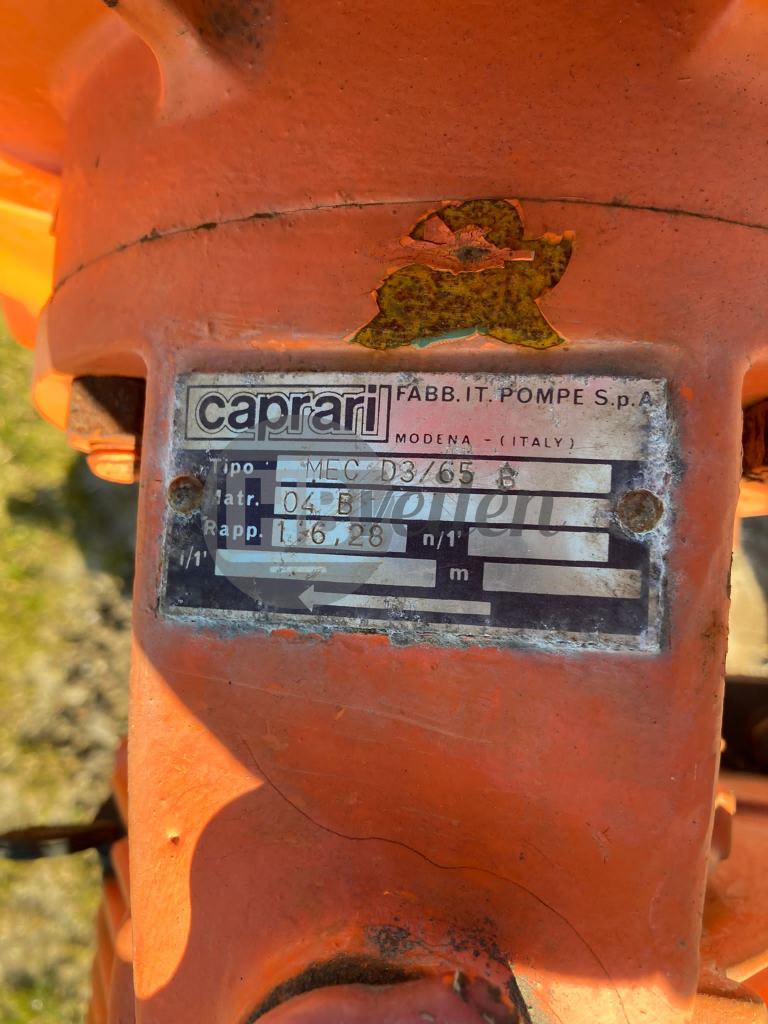 caprari FABB.IT. POMPE S.p.A
MODENA - (ITALY)
Tipo MEC D3/65 B
Matr. 04 B
Rapp. 1.6,28 n/1'
l/1' m